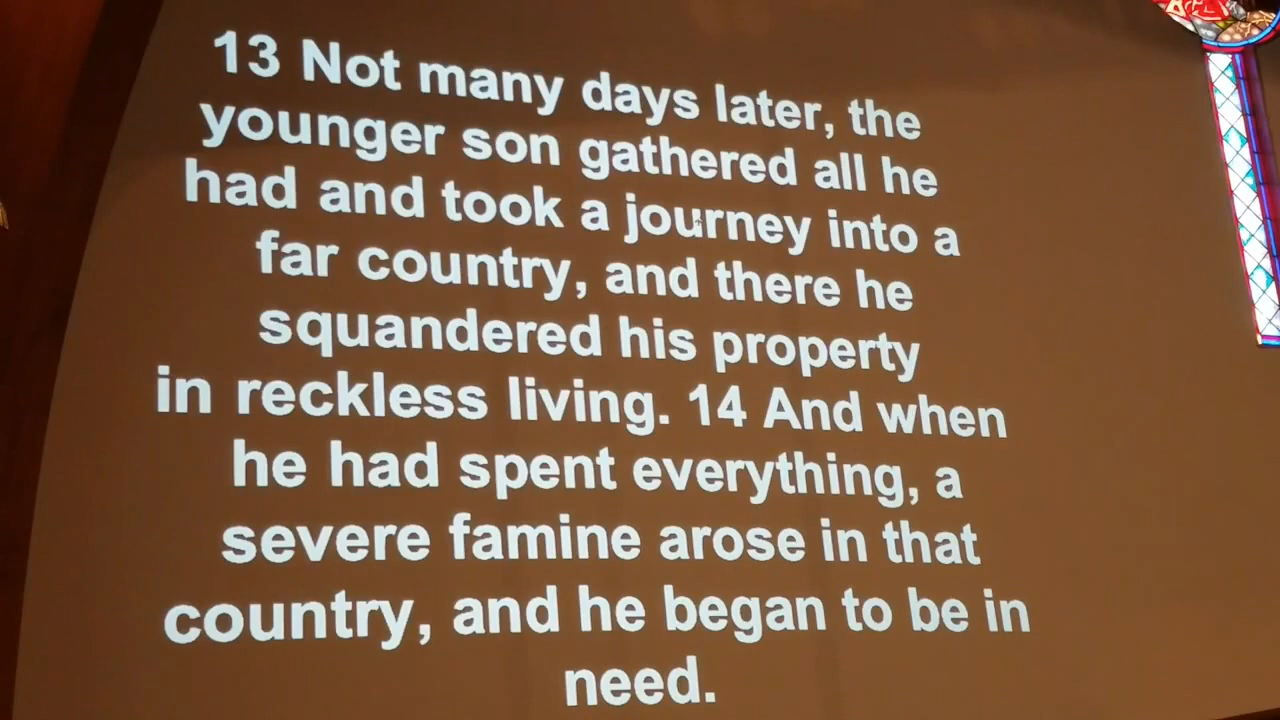 13 Not many days later, the
younger son gathered all he
had and took a journey into a
far country, and there he
squandered his property
in reckless living. 14 And when
he had spent everything, a
severe famine arose in that
country, and he began to be in
need.